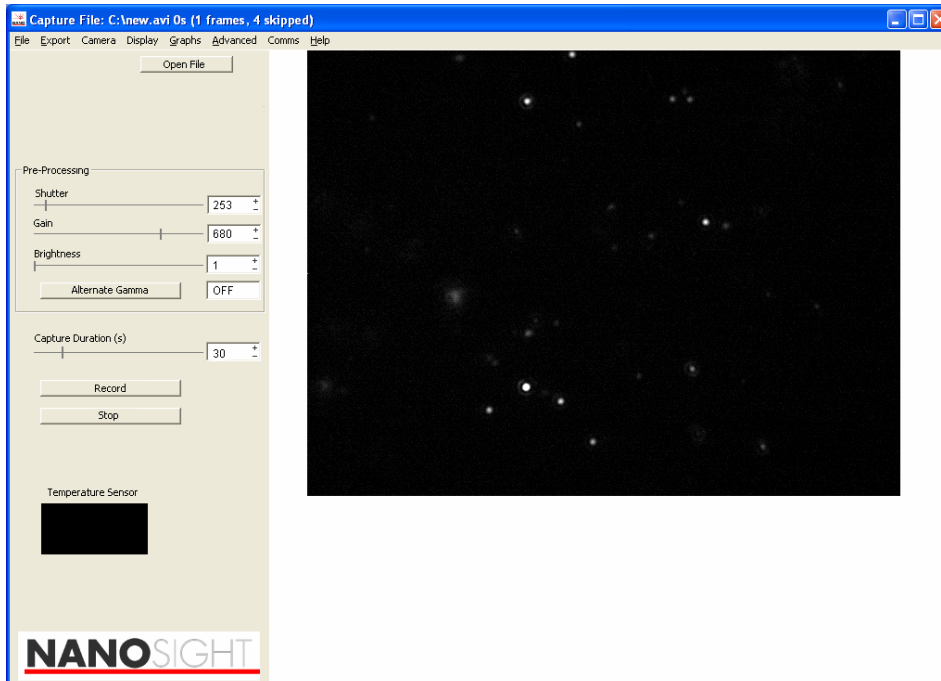 Capture File: C:\new.avi 0s (1 frames, 4 skipped)
File Export Camera Display Graphs Advanced Comms Help
Open File
Pre-Processing
Shutter
253
Gain
680
Brightness
1
Alternate Gamma OFF
Capture Duration (s)
30
Record
Stop
Temperature Sensor
NANOSIGHT